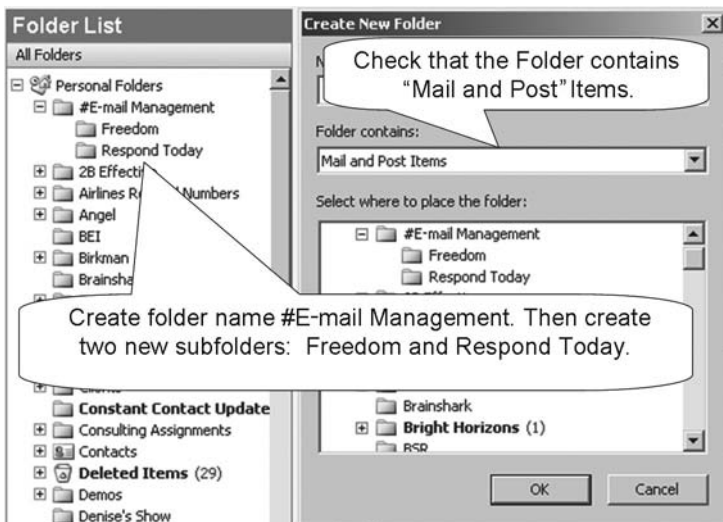 Folder List
All Folders
Personal Folders
#E-mail Management
Freedom
Respond Today
2B
Airlines
Numbers
Angel
BEI
Birkman
Constant Contact Update
Consulting Assignments
Contacts
Deleted Items (29)
Demos
Denise's Show
Create New Folder
Check that the Folder contains
“Mail and Post” Items.
Folder contains:
Mail and Post Items
Select where to place the folder:
#E-mail Management
Freedom
Respond Today
Create folder name #E-mail Management. Then create
two new subfolders: Freedom and Respond Today.
Brainshark
Bright Horizons (1)
BSR
OK
Cancel